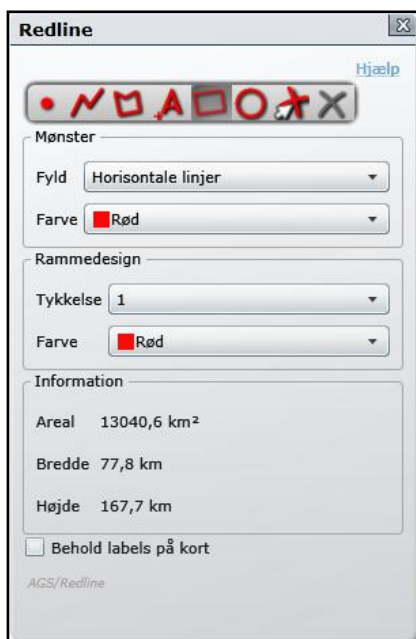 Redline
Hjælp
Mønster
Fyld Horisontale linjer
Farve Rød
Rammedesign
Tykkelse 1
Farve Rød
Information
Areal 13040,6 km²
Bredde 77,8 km
Højde 167,7 km
Behold labels på kort
AGS/Redline